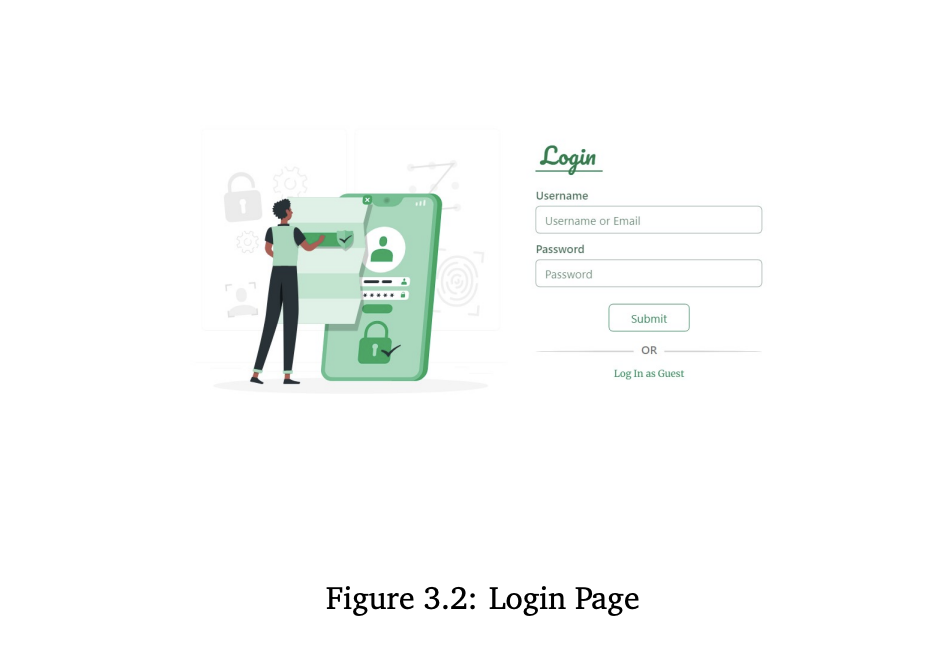 Login
Username
Username or Email
Password
Password
Submit
OR
Log In as Guest
Figure 3.2: Login Page